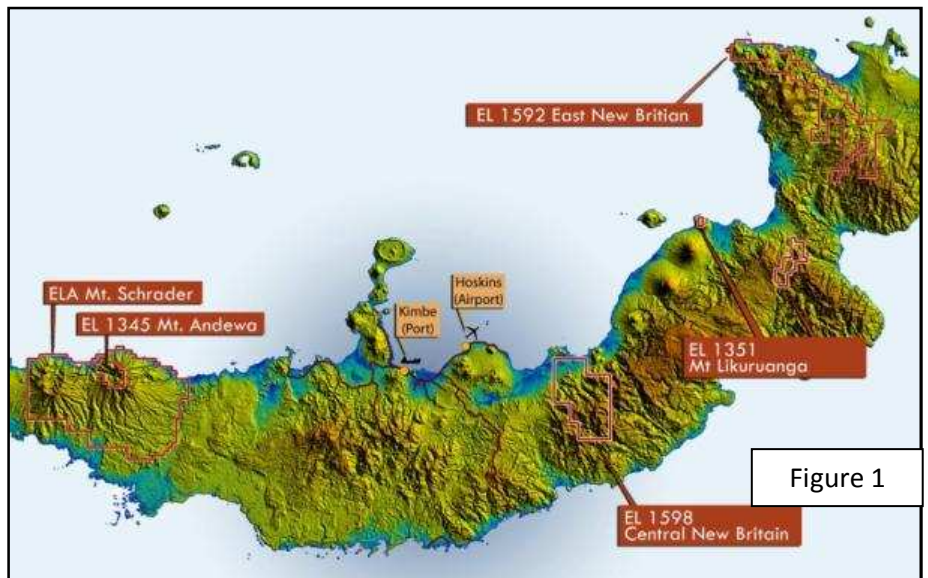 EL 1592 East New Britian
ELA Mt. Schrader
EL 1345 Mt. Andewa
Kimbe
(Port)
Hoskins
(Airport)
EL 1351
Mt Likuruanga
Figure 1
EL 1598
Central New Britain